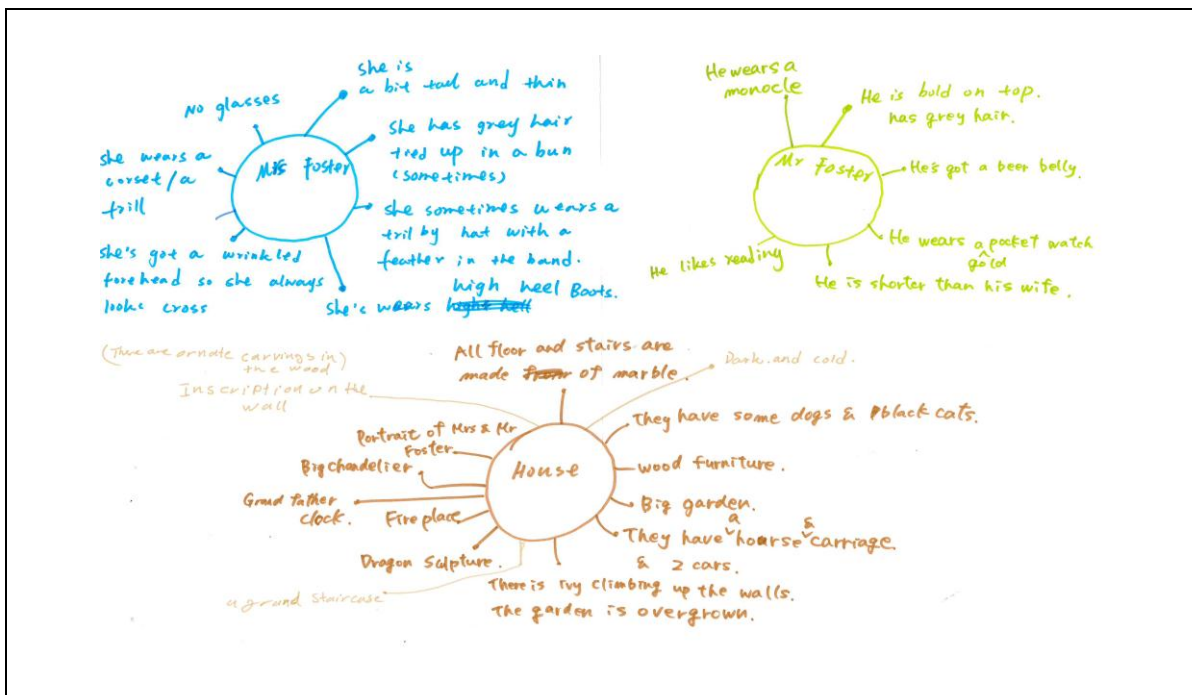 she is
a bit tall and thin
No glasses
she has grey hair
tied up in a bun
(sometimes)
she wears a
corset/a
frill
Foster
she sometimes wears a
tril by hat with a
feather in the band.
she's got a wrinkled
forehead so she always
looks cross
high heel Boots.
She's wears
He wears a
monocle
He is bald on top.
has grey hair.
Mr Foster
He's got a beer belly.
He wears a pocket watch
gold
He likes reading
He is shorter than his wife.
(There are ornate carvings in)
the wood
Inscription on the
wall
All floor and stairs are
made of marble.
Dark and cold.
They have some dogs & black cats.
Portrait of Mrs & Mr
Foster
House
wood furniture.
Big chandelier
Grand father
clock.
Big garden.
Fire place
a &
They have hourse carriage.
& 2 cars.
Dragon Sulpture.
There is ivy climbing up the walls.
The garden is overgrown.
a grand staircase